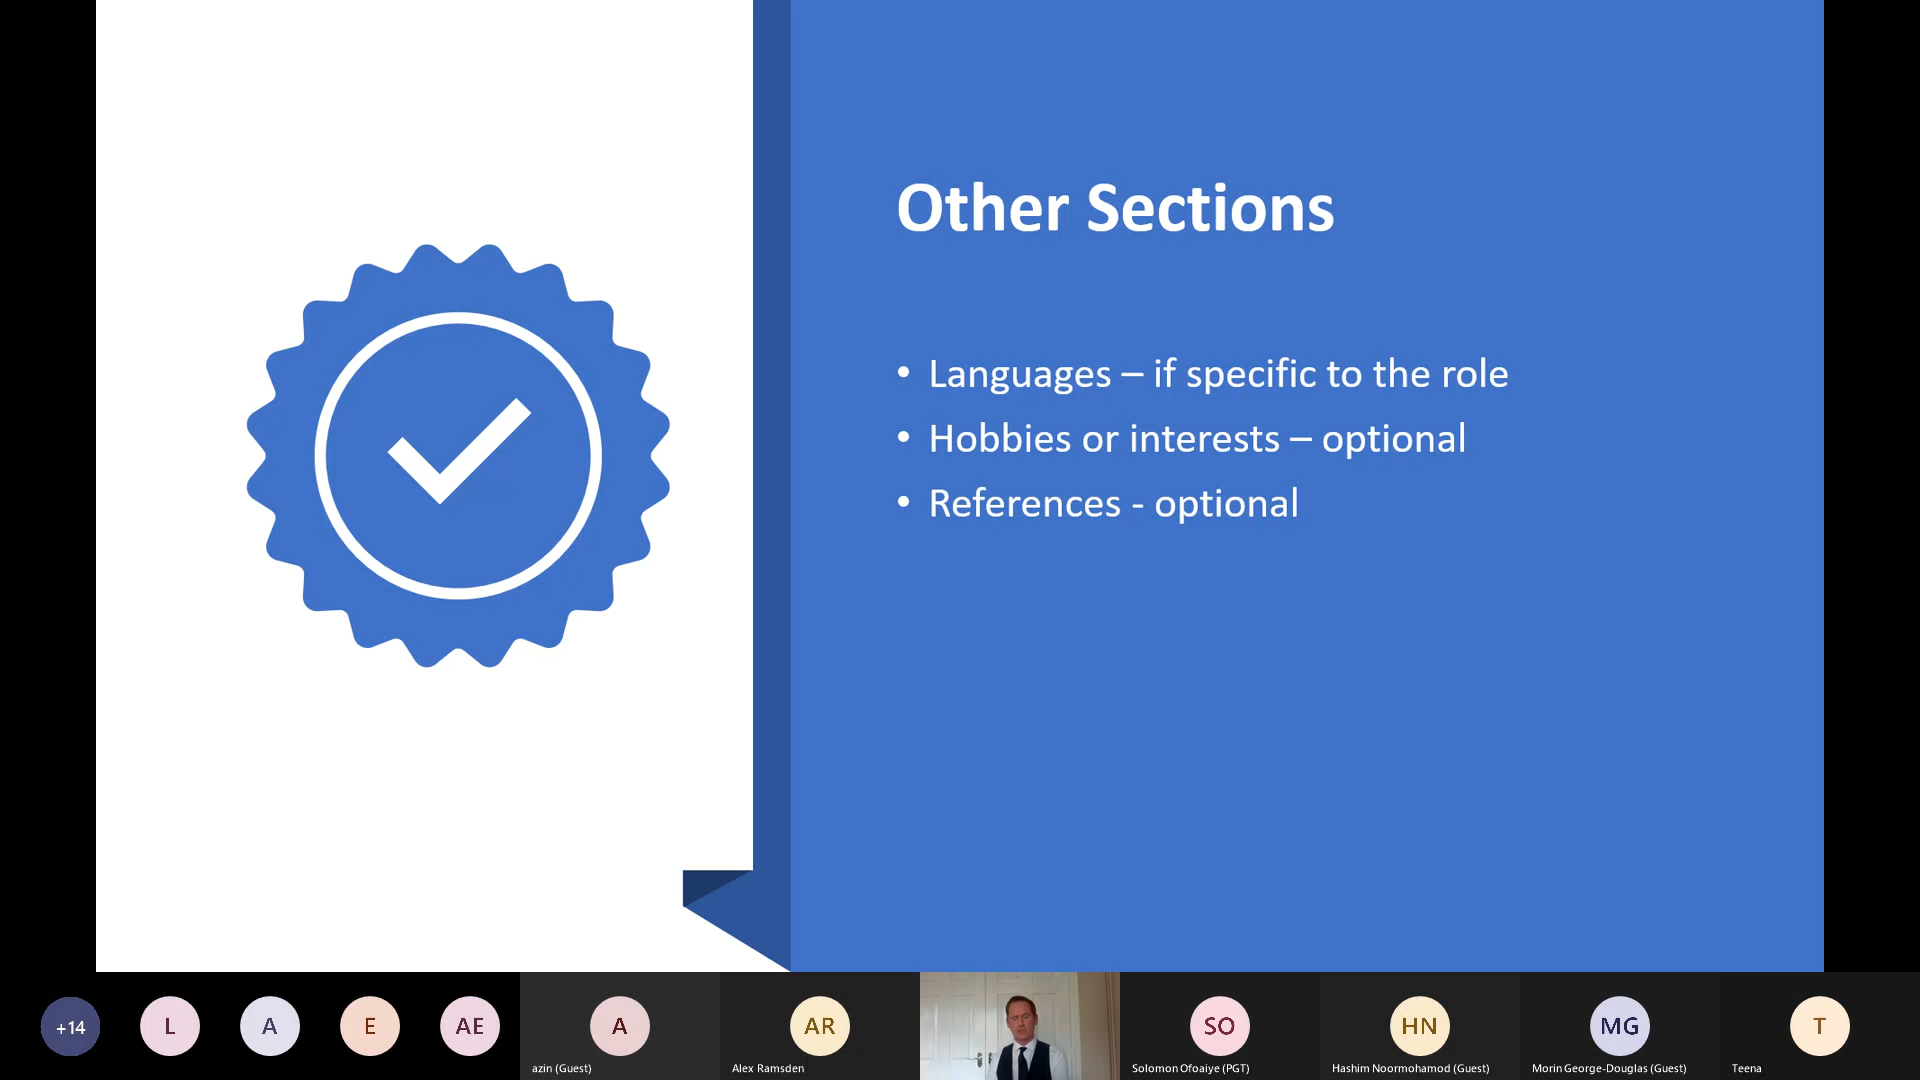 Other Sections
• Languages – if specific to the role
• Hobbies or interests – optional
• References - optional
+14
L
A
E
AE
A
AR
SO
HN
MG
T
azin (Guest)
Alex Ramsden
Solomon Ofoaiye (PGT)
Hashim Noormohamod (Guest)
Morin George-Douglas (Guest)
Teena